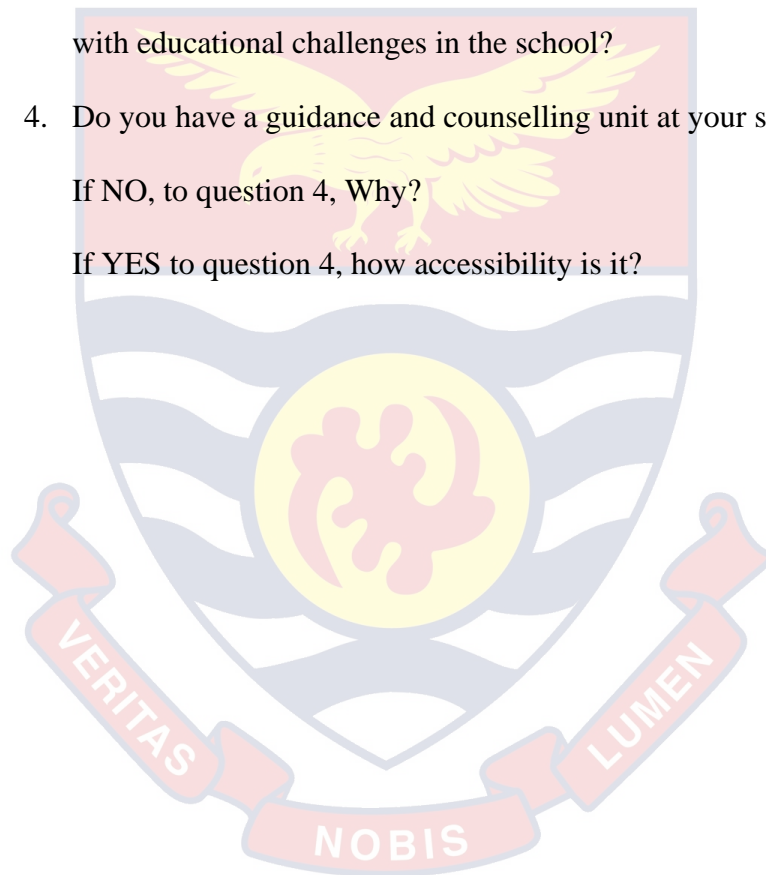 with educational challenges in the school?
4. Do you have a guidance and counselling unit at your s
If NO, to question 4, Why?
If YES to question 4, how accessibility is it?
VERITAS
NOBIS
LUMEN